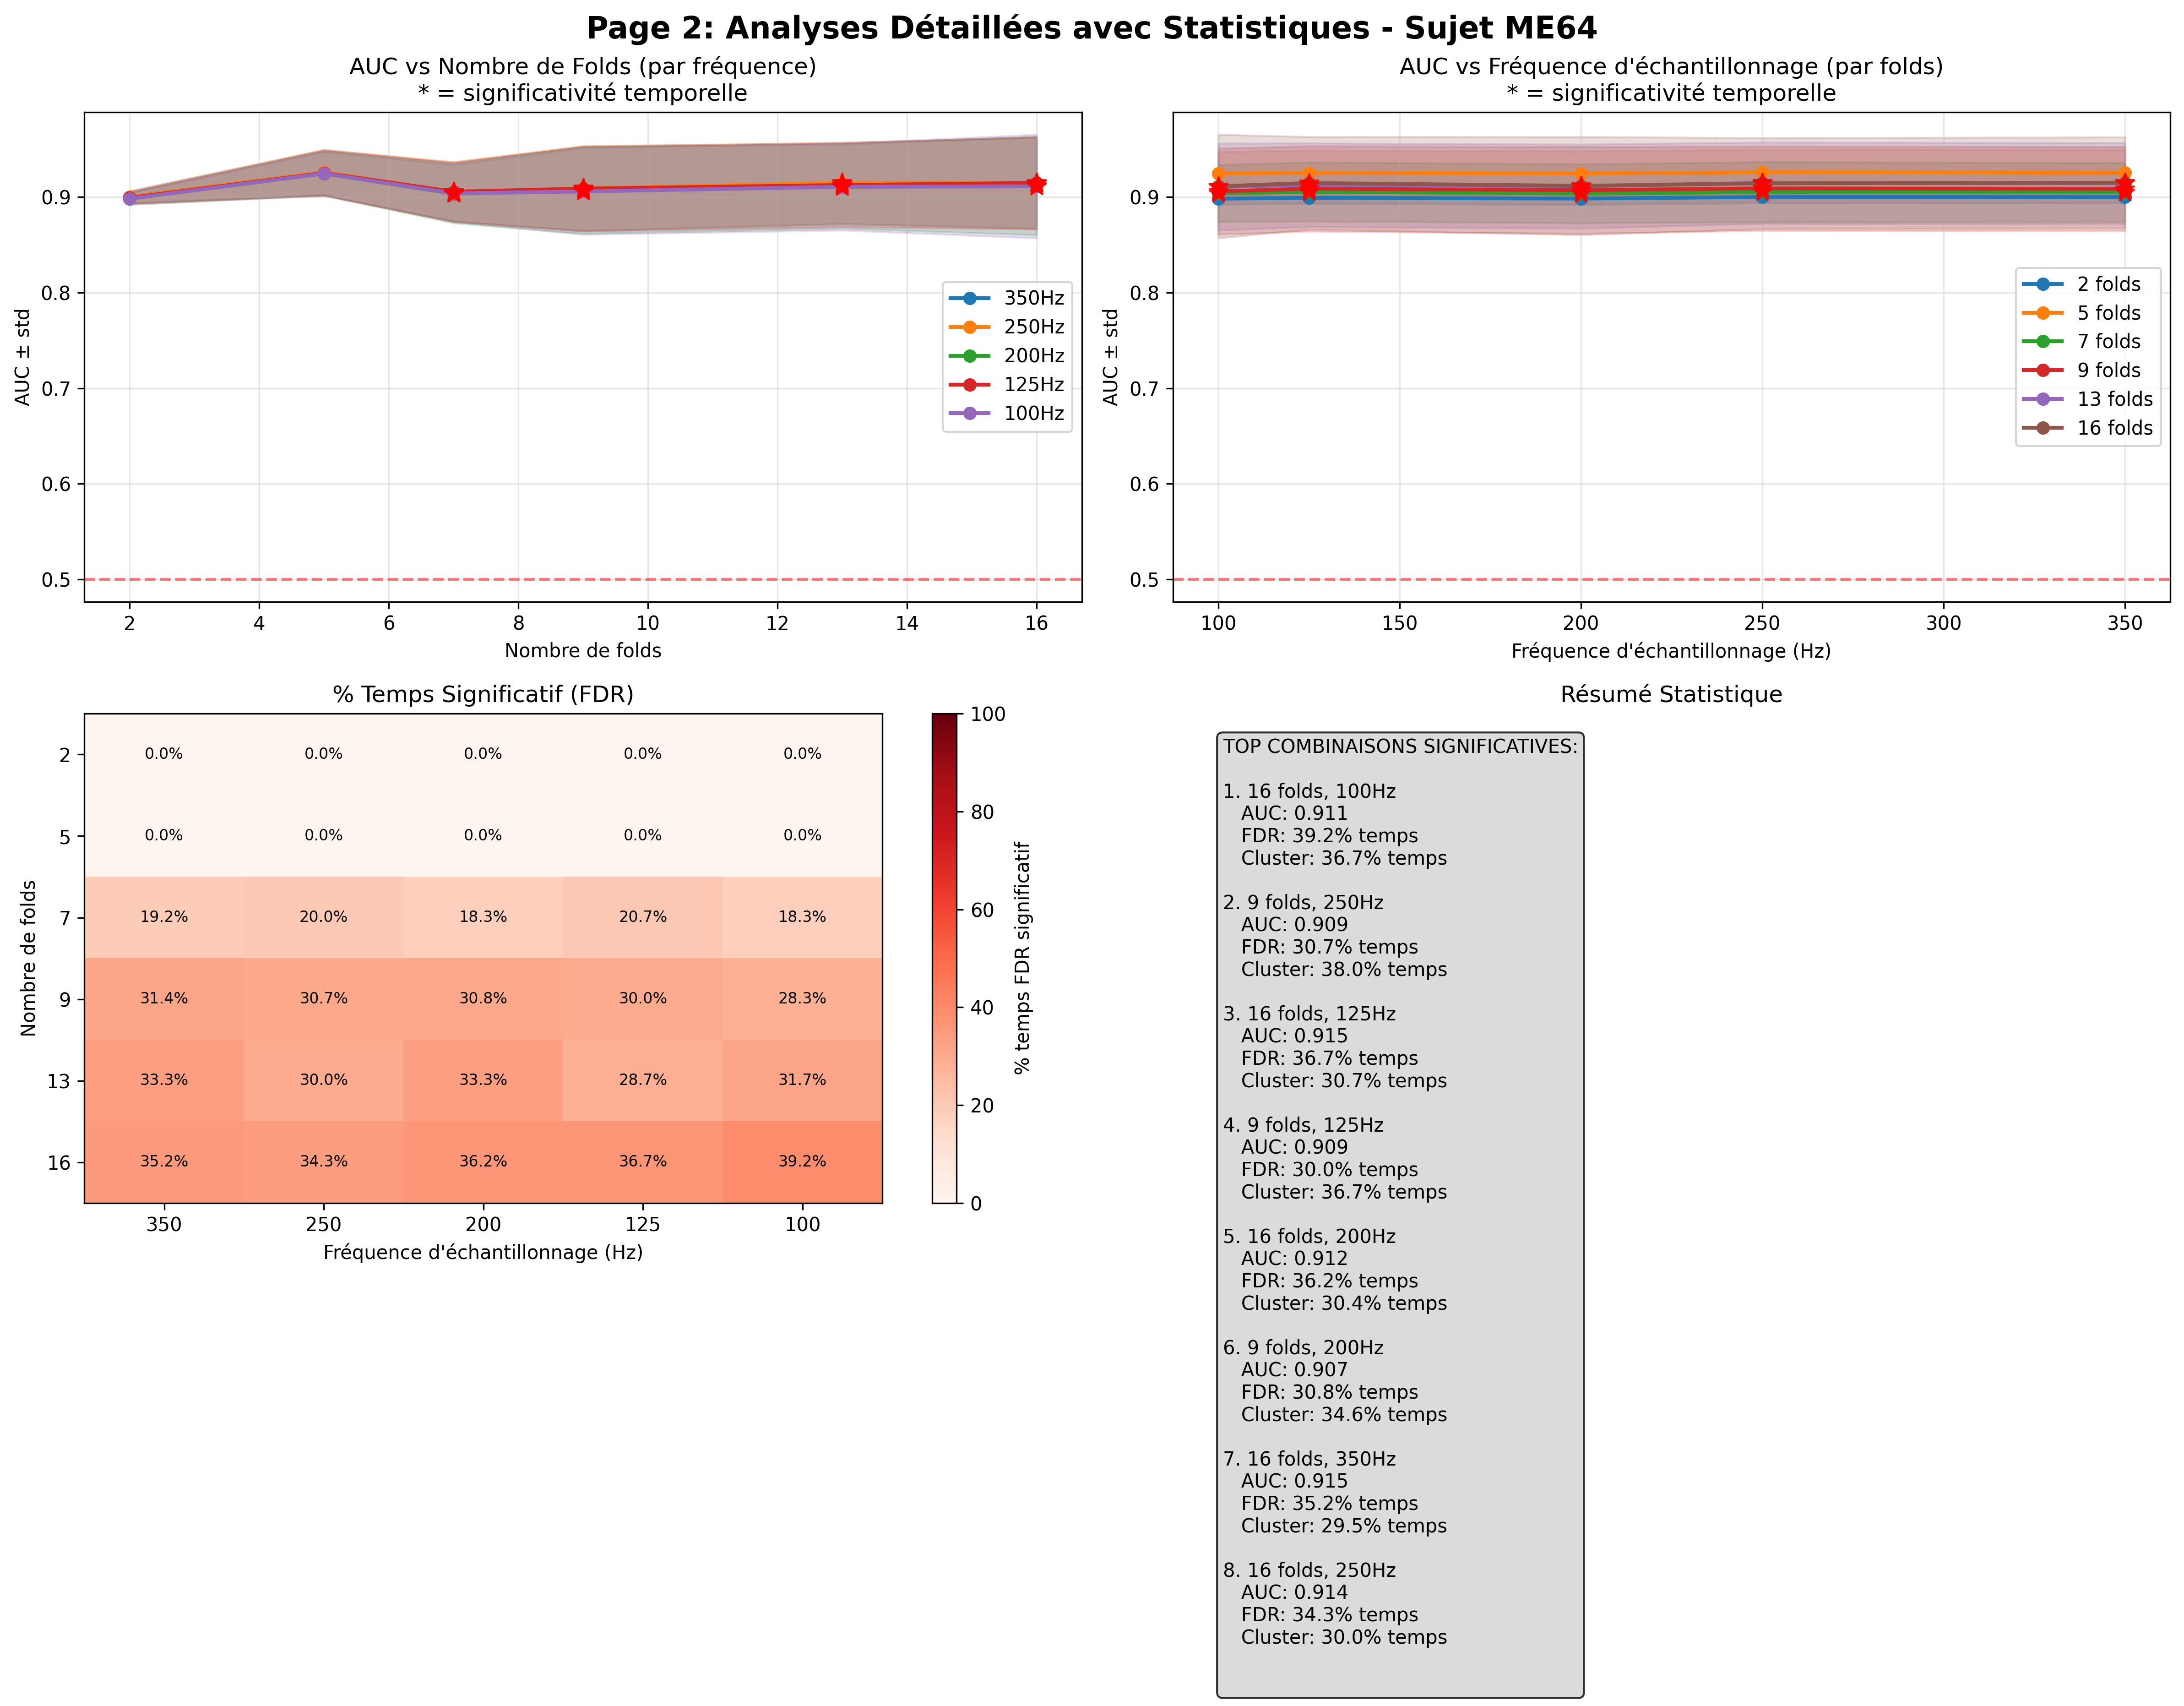 Page 2: Analyses Détaillées avec Statistiques - Sujet ME64
AUC vs Nombre de Folds (par fréquence)
* = significativité temporelle
AUC ± std
0.9
0.8
0.7
0.6
0.5
350Hz
250Hz
200Hz
125Hz
100Hz
2 4 6 8 10 12 14 16
Nombre de folds
AUC vs Fréquence d'échantillonnage (par folds)
* = significativité temporelle
AUC ± std
0.9
0.8
0.7
0.6
0.5
2 folds
5 folds
7 folds
9 folds
13 folds
16 folds
100 150 200 250 300 350
Fréquence d'échantillonnage (Hz)
% Temps Significatif (FDR)
Nombre de folds
2 0.0% 0.0% 0.0% 0.0% 0.0%
5 0.0% 0.0% 0.0% 0.0% 0.0%
7 19.2% 20.0% 18.3% 20.7% 18.3%
9 31.4% 30.7% 30.8% 30.0% 28.3%
13 33.3% 30.0% 33.3% 28.7% 31.7%
16 35.2% 34.3% 36.2% 36.7% 39.2%
350 250 200 125 100
Fréquence d'échantillonnage (Hz)
100
80
60
40
20
0
% temps FDR significatif
Résumé Statistique
TOP COMBINAISONS SIGNIFICATIVES:
1. 16 folds, 100Hz
AUC: 0.911
FDR: 39.2% temps
Cluster: 36.7% temps
2. 9 folds, 250Hz
AUC: 0.909
FDR: 30.7% temps
Cluster: 38.0% temps
3. 16 folds, 125Hz
AUC: 0.915
FDR: 36.7% temps
Cluster: 30.7% temps
4. 9 folds, 125Hz
AUC: 0.909
FDR: 30.0% temps
Cluster: 36.7% temps
5. 16 folds, 200Hz
AUC: 0.912
FDR: 36.2% temps
Cluster: 30.4% temps
6. 9 folds, 200Hz
AUC: 0.907
FDR: 30.8% temps
Cluster: 34.6% temps
7. 16 folds, 350Hz
AUC: 0.915
FDR: 35.2% temps
Cluster: 29.5% temps
8. 16 folds, 250Hz
AUC: 0.914
FDR: 34.3% temps
Cluster: 30.0% temps